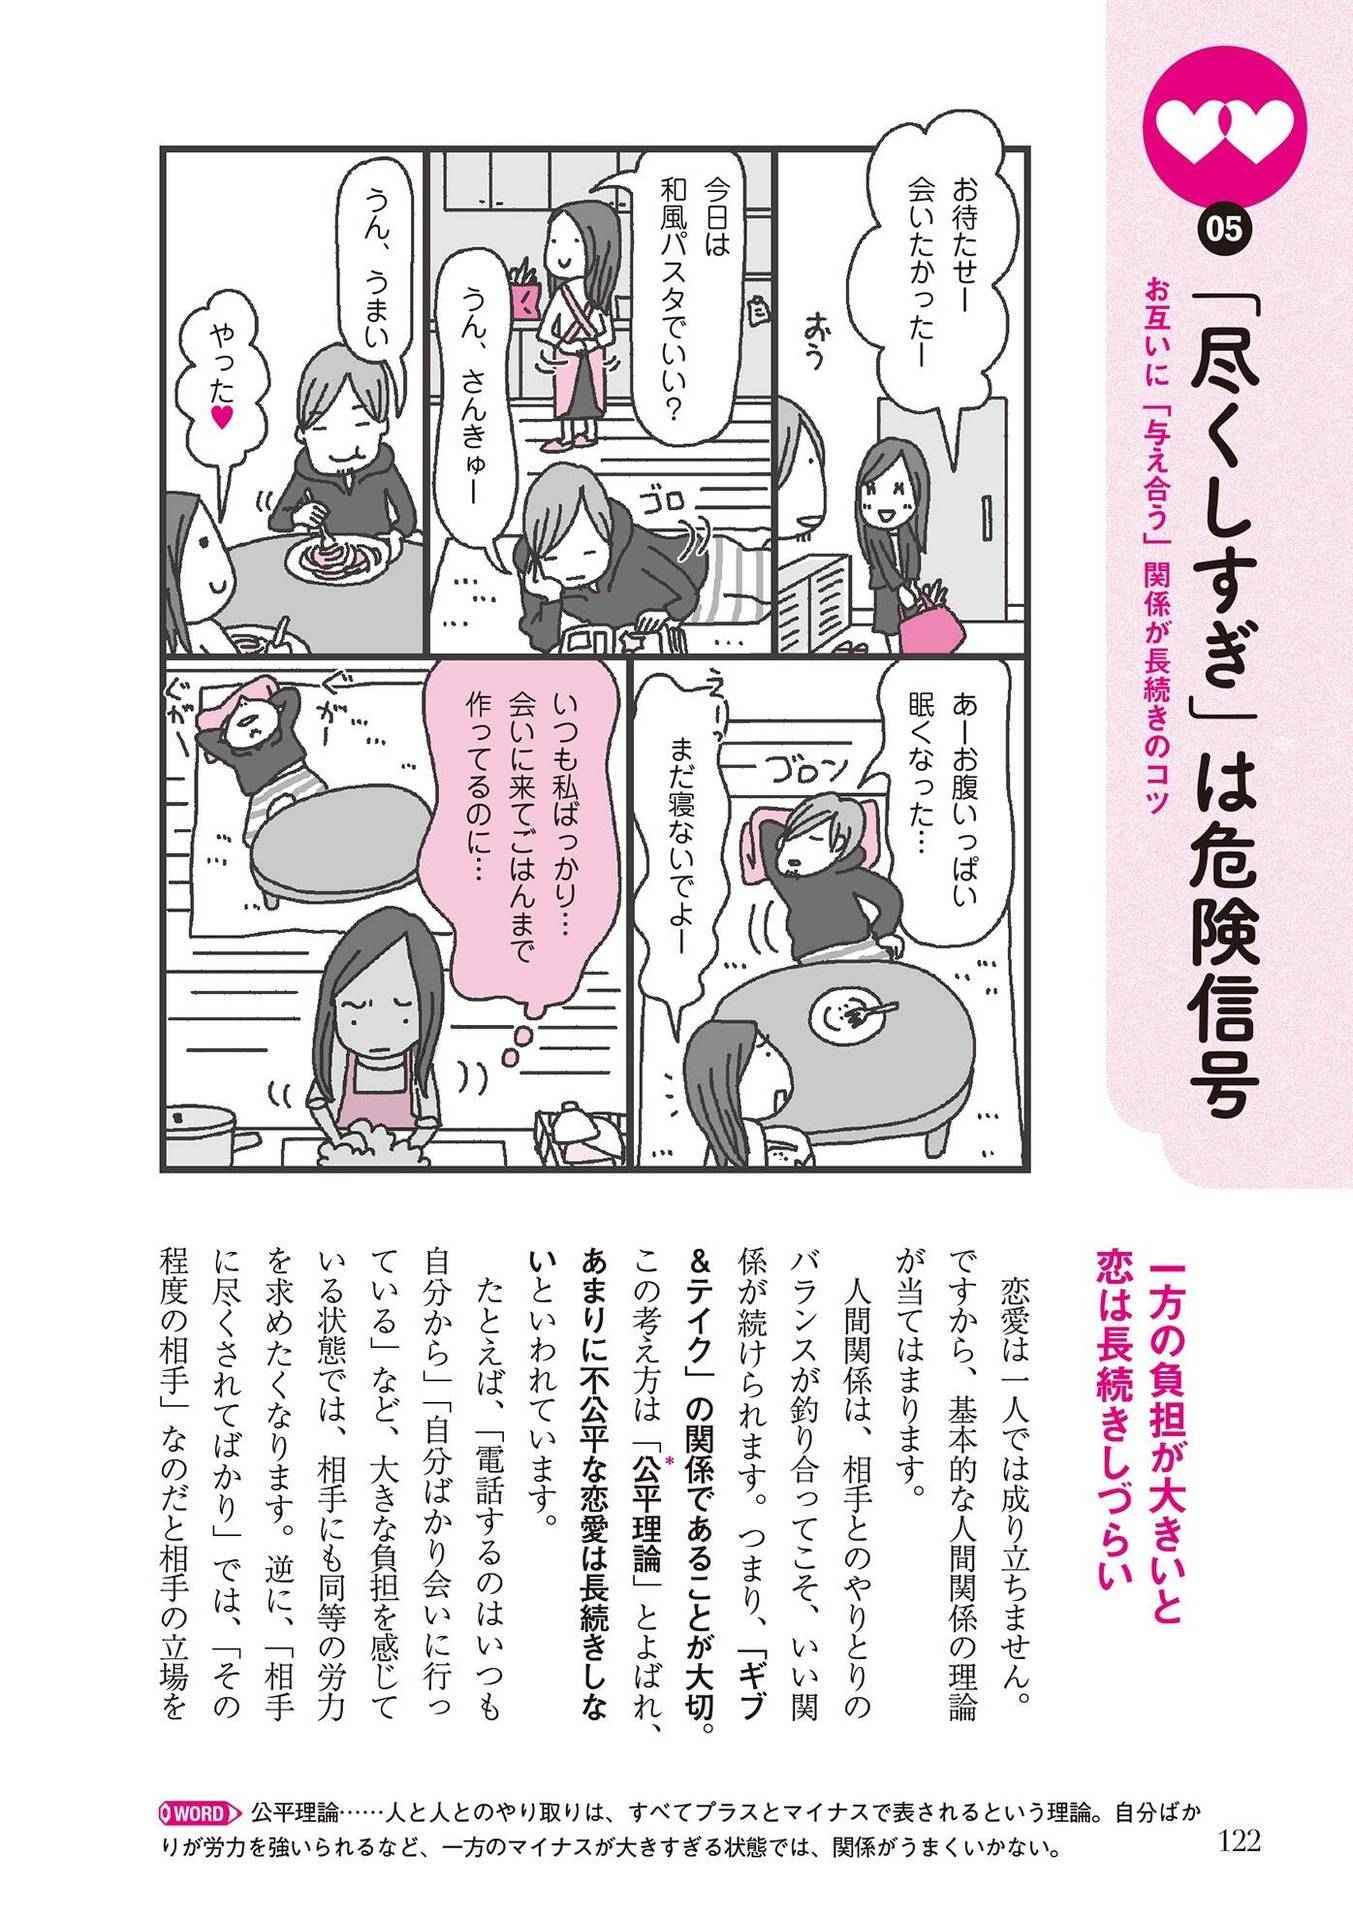 05
「尽くしすぎ」は危険信号
お互いに「与え合う」関係が長続きのコツ
お待たせー
会いたかったー
おう
今日は
和風パスタでいい?
うん、さんきゅー
ゴロ
うん、うまい
やった♥
あーお腹いっぱい
眠くなった…
ゴロン
えーっ
まだ寝ないでよー
いつも私ばっかり…
会いに来てごはんまで
作ってるのに…
がー
ぐがー
一方の負担が大きいと
恋は長続きしづらい
恋愛は一人では成り立ちません。
ですから、基本的な人間関係の理論
が当てはまります。
人間関係は、相手とのやりとりの
バランスが釣り合ってこそ、いい関
係が続けられます。つまり、「ギブ
&テイク」の関係であることが大切。
この考え方は「公平理論*」とよばれ、
あまりに不公平な恋愛は長続きしな
いといわれています。
たとえば、「電話するのはいつも
自分から」「自分ばかり会いに行っ
ている」など、大きな負担を感じて
いる状態では、相手にも同等の労力
を求めたくなります。逆に、「相手
に尽くされてばかり」では、「その
程度の相手」なのだと相手の立場を
WORD 公平理論……人と人とのやり取りは、すべてプラスとマイナスで表されるという理論。自分ばか
りが労力を強いられるなど、一方のマイナスが大きすぎる状態では、関係がうまくいかない。
122